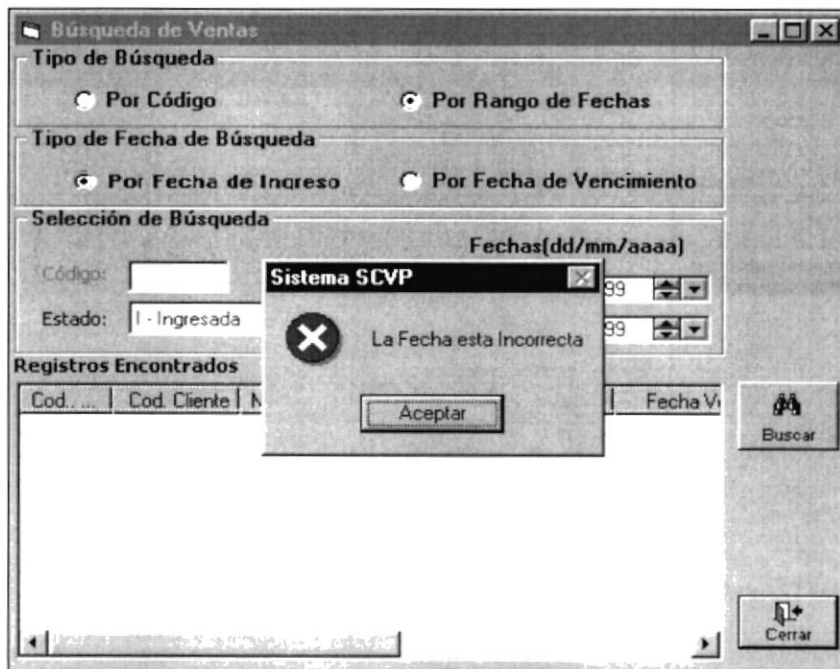 Búsqueda de Ventas
Tipo de Búsqueda
Por Código
Por Rango de Fechas
Tipo de Fecha de Búsqueda
Por Fecha de Ingreso
Por Fecha de Vencimiento
Selección de Búsqueda
Fechas(dd/mm/aaaa)
Código:
99
Estado:
I - Ingresada
99
Sistema SCVP
La Fecha esta Incorrecta
Aceptar
Registros Encontrados
Cod.. ...
Cod. Cliente
N
Fecha V
Buscar
Cerrar